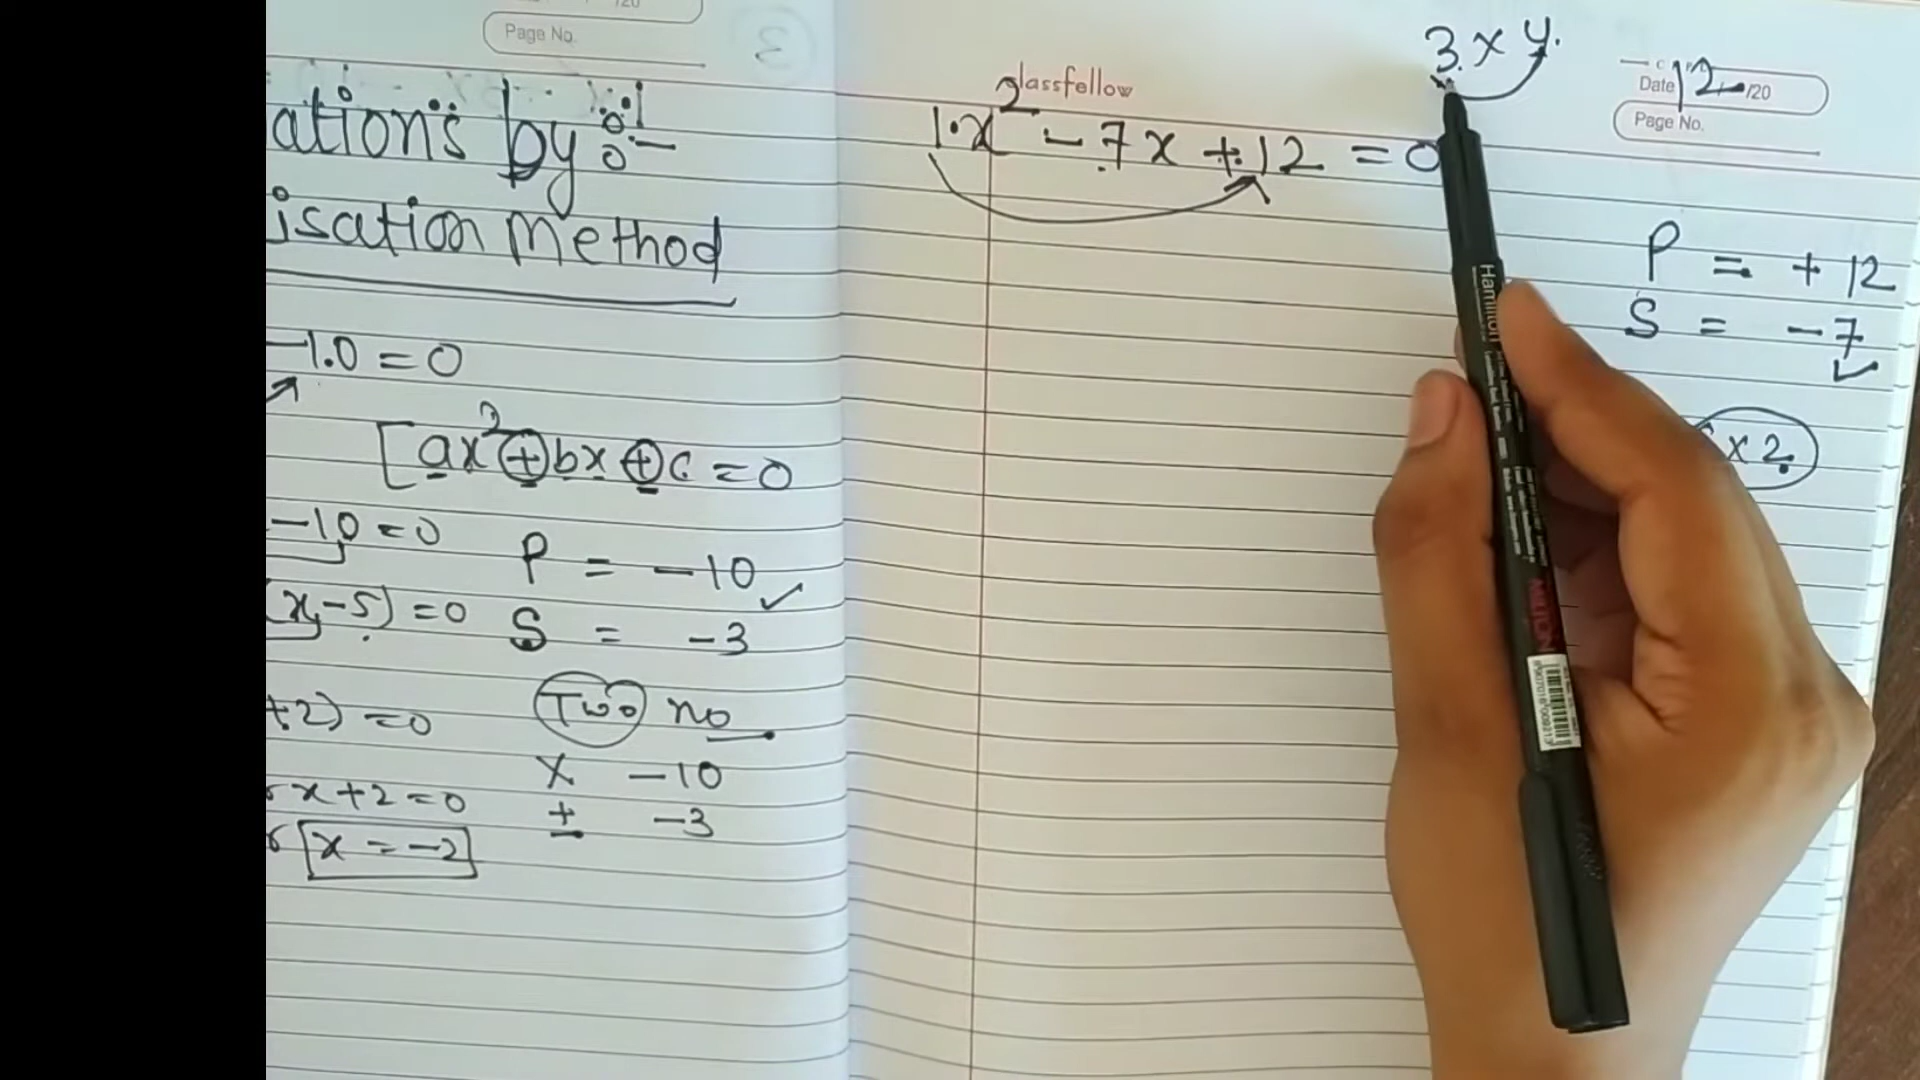 Page No.
ations by :-
isation Method
-1.0 = 0
[ax² + bx + c = 0
-10 = 0
P = -10 ✓
(x-5) = 0
S = -3
+2) = 0
Two no
x -10
x+2=0
± -3
x = -2
3 x 4.
classfellow
Date 12 /20
Page No.
1.x² - 7x + 12 = 0
P = + 12
S = -7 ✓
x 2.
Hamilton